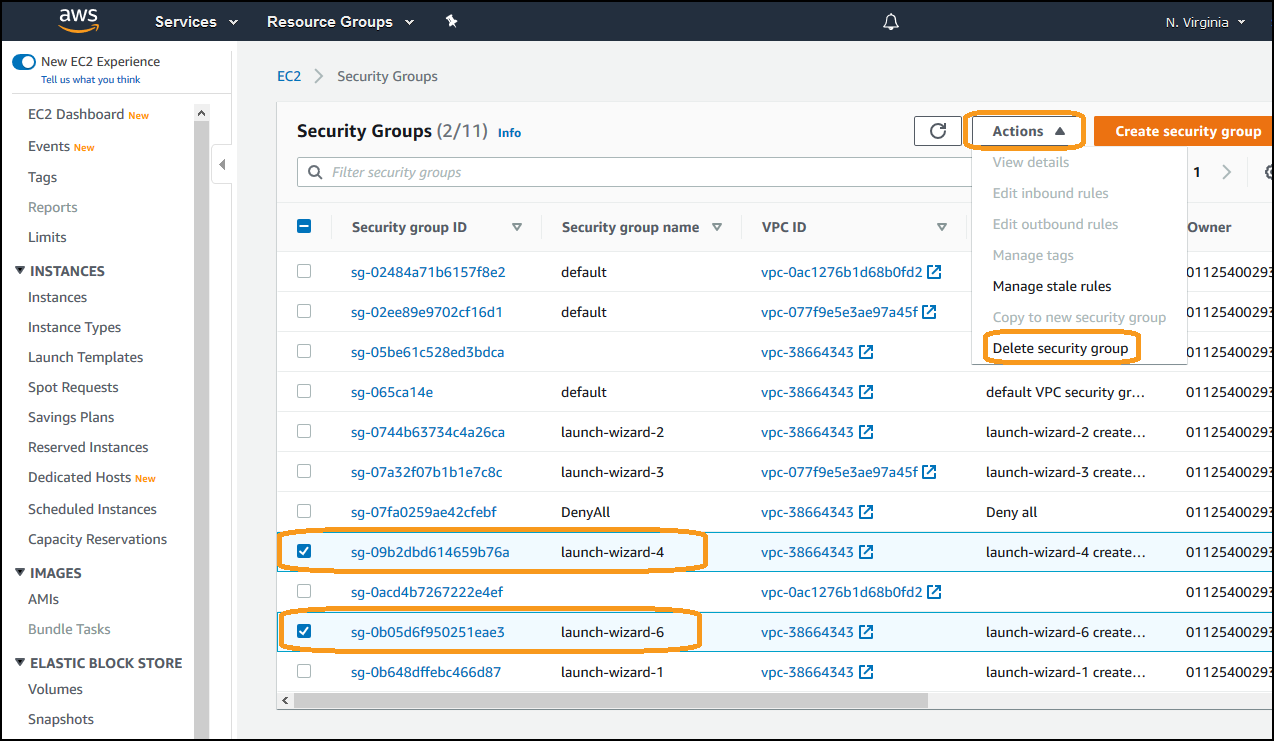 aws Services Resource Groups N. Virginia
New EC2 Experience
Tell us what you think
EC2 Dashboard New
Events New
Tags
Reports
Limits
INSTANCES
Instances
Instance Types
Launch Templates
Spot Requests
Savings Plans
Reserved Instances
Dedicated Hosts New
Scheduled Instances
Capacity Reservations
IMAGES
AMIs
Bundle Tasks
ELASTIC BLOCK STORE
Volumes
Snapshots
EC2 > Security Groups
Security Groups (2/11) Info
Actions
Create security group
Filter security groups
1
View details
Edit inbound rules
Edit outbound rules
Manage tags
Manage stale rules
Copy to new security group
Delete security group
Security group ID Security group name VPC ID Owner
sg-02484a71b6157f8e2 default vpc-0ac1276b1d68b0fd2 01125400293
sg-02ee89e9702cf16d1 default vpc-077f9e5e3ae97a45f 01125400293
sg-05be61c528ed3bdca vpc-38664343 01125400293
sg-065ca14e default vpc-38664343 default VPC security gr... 01125400293
sg-0744b63734c4a26ca launch-wizard-2 vpc-38664343 launch-wizard-2 create... 01125400293
sg-07a32f07b1b1e7c8c launch-wizard-3 vpc-077f9e5e3ae97a45f launch-wizard-3 create... 01125400293
sg-07fa0259ae42cfebf DenyAll vpc-38664343 Deny all 01125400293
sg-09b2dbd614659b76a launch-wizard-4 vpc-38664343 launch-wizard-4 create... 01125400293
sg-0acd4b7267222e4ef vpc-0ac1276b1d68b0fd2 01125400293
sg-0b05d6f950251eae3 launch-wizard-6 vpc-38664343 launch-wizard-6 create... 01125400293
sg-0b648dffebc466d87 launch-wizard-1 vpc-38664343 launch-wizard-1 create... 01125400293